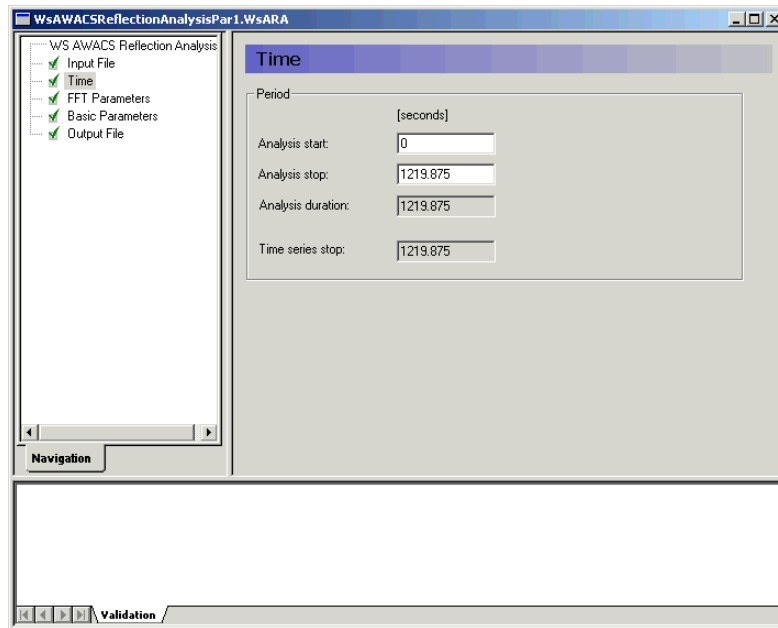 WsAWACSReflectionAnalysisPar1.WsARA
WS AWACS Reflection Analysis
Input File
Time
FFT Parameters
Basic Parameters
Output File
Navigation
Time
Period
[seconds]
Analysis start: 0
Analysis stop: 1219.875
Analysis duration: 1219.875
Time series stop: 1219.875
Validation